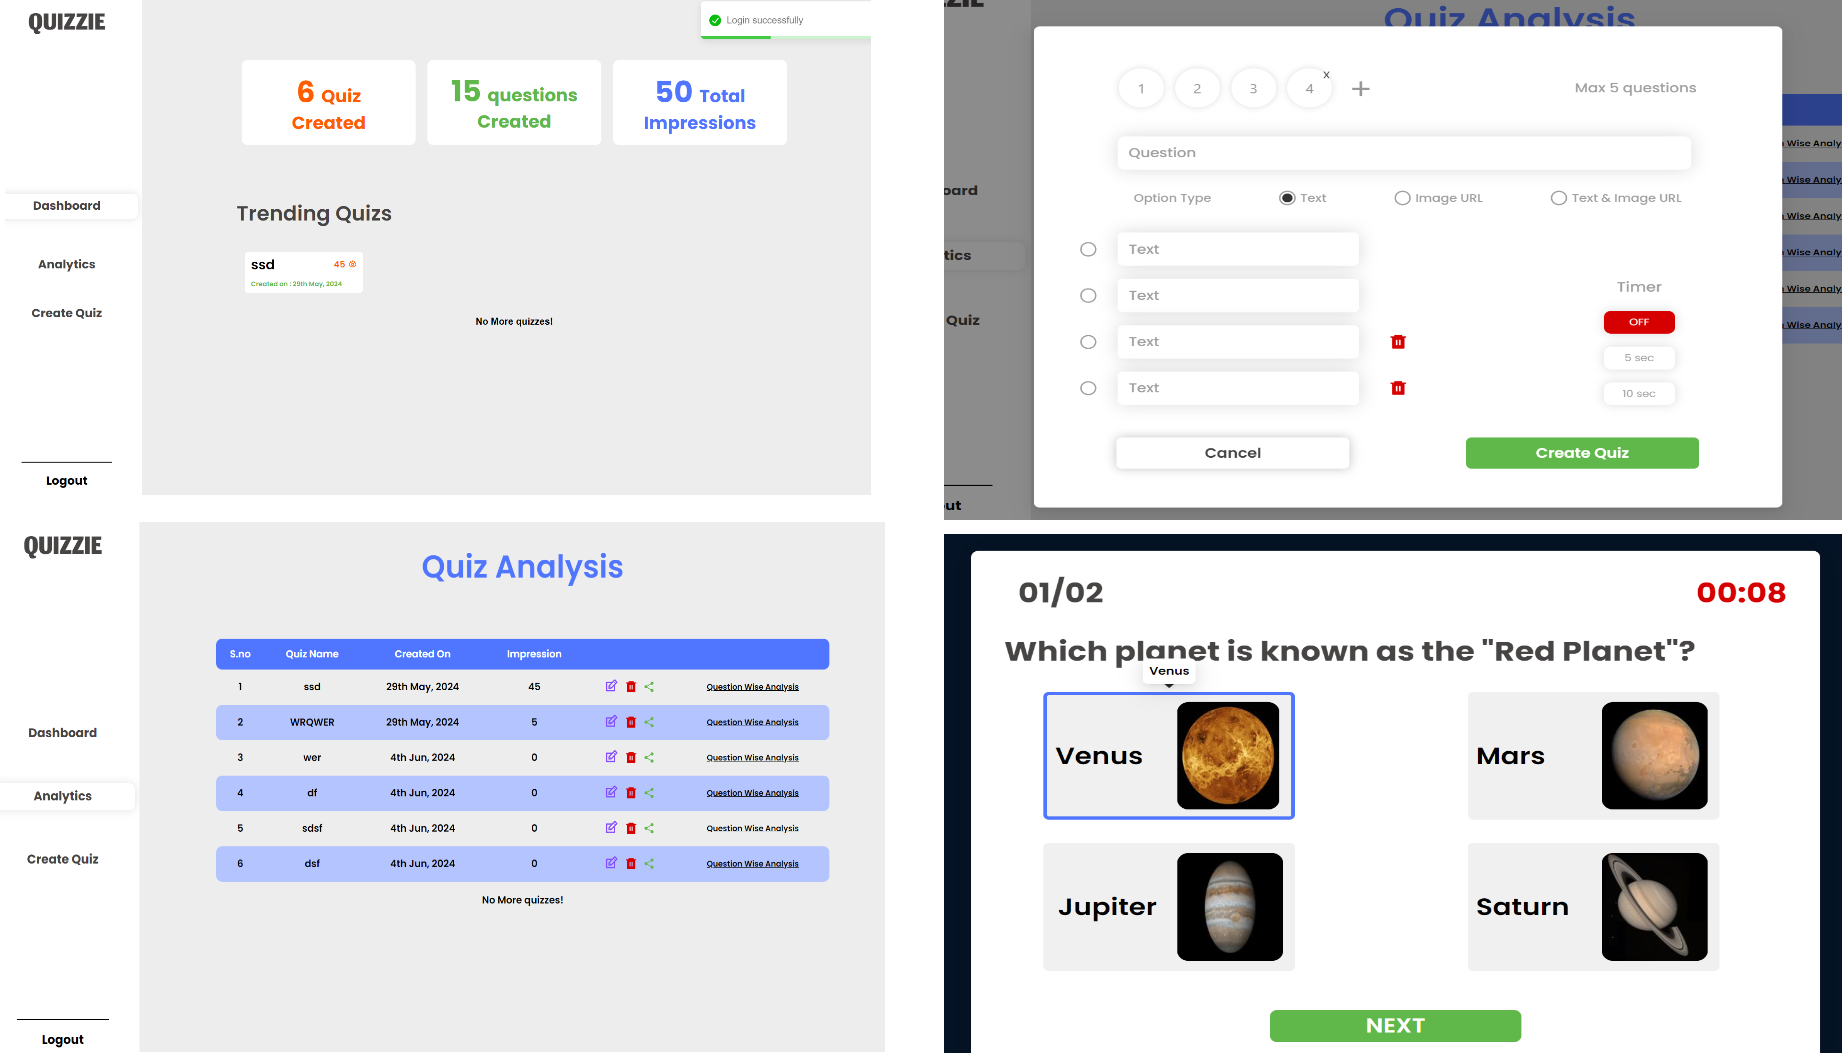 QUIZZIE
Login successfully
6 Quiz
Created
15 questions
Created
50 Total
Impressions
Dashboard
Analytics
Create Quiz
Trending Quizs
ssd 45
Created on : 29th May, 2024
No More quizzes!
Logout
Quiz Analysis
1 2 3 4 x + Max 5 questions
Question
Option Type Text Image URL Text & Image URL
Text
Text
Text
Text
Timer
OFF
5 sec
10 sec
Cancel
Create Quiz
oard
tics
Quiz
ut
Wise Analy
Wise Analy
Wise Analy
Wise Analy
Wise Analy
Wise Analy
QUIZZIE
Dashboard
Analytics
Create Quiz
Logout
Quiz Analysis
S.no Quiz Name Created On Impression
1 ssd 29th May, 2024 45 Question Wise Analysis
2 WRQWER 29th May, 2024 5 Question Wise Analysis
3 wer 4th Jun, 2024 0 Question Wise Analysis
4 df 4th Jun, 2024 0 Question Wise Analysis
5 sdsf 4th Jun, 2024 0 Question Wise Analysis
6 dsf 4th Jun, 2024 0 Question Wise Analysis
No More quizzes!
01/02 00:08
Which planet is known as the "Red Planet"?
Venus
Venus
Mars
Jupiter
Saturn
NEXT